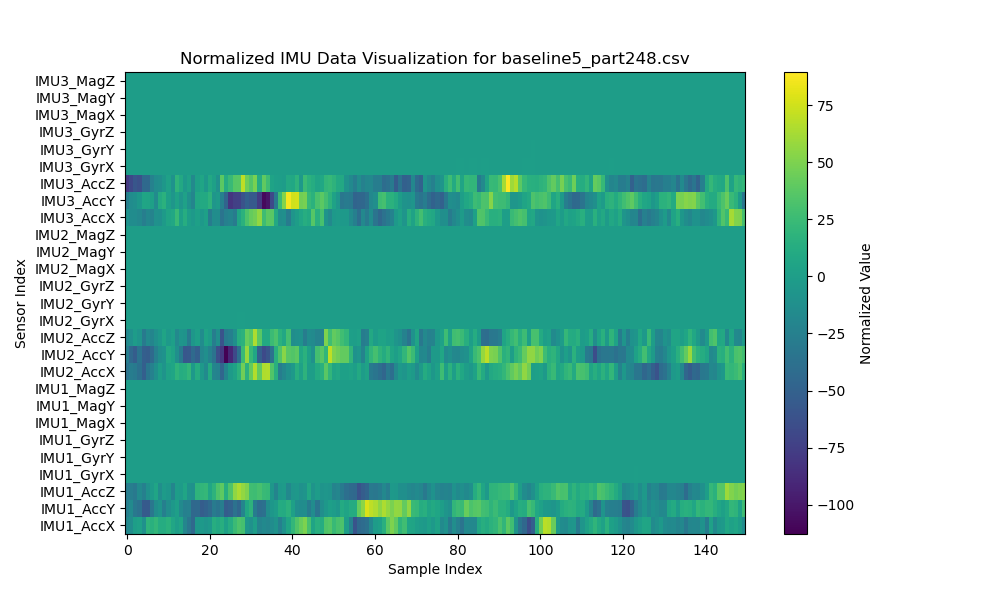 Normalized IMU Data Visualization for baseline5_part248.csv
IMU3_MagZ
IMU3_MagY
IMU3_MagX
IMU3_GyrZ
IMU3_GyrY
IMU3_GyrX
IMU3_AccZ
IMU3_AccY
IMU3_AccX
IMU2_MagZ
IMU2_MagY
IMU2_MagX
IMU2_GyrZ
IMU2_GyrY
IMU2_GyrX
IMU2_AccZ
IMU2_AccY
IMU2_AccX
IMU1_MagZ
IMU1_MagY
IMU1_MagX
IMU1_GyrZ
IMU1_GyrY
IMU1_GyrX
IMU1_AccZ
IMU1_AccY
IMU1_AccX
Sensor Index
0 20 40 60 80 100 120 140
Sample Index
75
50
25
0
−25
−50
−75
−100
Normalized Value